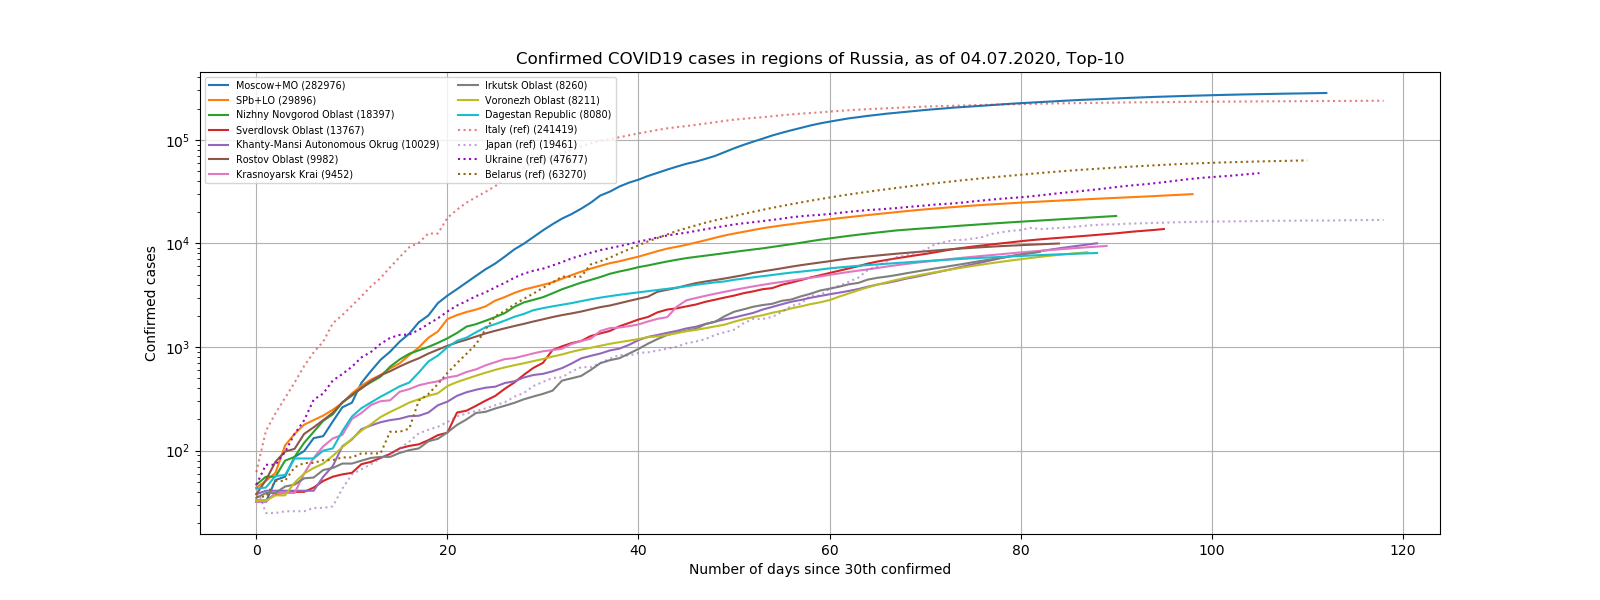 Confirmed COVID19 cases in regions of Russia, as of 04.07.2020, Top-10
Moscow+MO (282976)
SPb+LO (29896)
Nizhny Novgorod Oblast (18397)
Sverdlovsk Oblast (13767)
Khanty-Mansi Autonomous Okrug (10029)
Rostov Oblast (9982)
Krasnoyarsk Krai (9452)
Irkutsk Oblast (8260)
Voronezh Oblast (8211)
Dagestan Republic (8080)
Italy (ref) (241419)
Japan (ref) (19461)
Ukraine (ref) (47677)
Belarus (ref) (63270)
Confirmed cases
10⁵
10⁴
10³
10²
0 20 40 60 80 100 120
Number of days since 30th confirmed